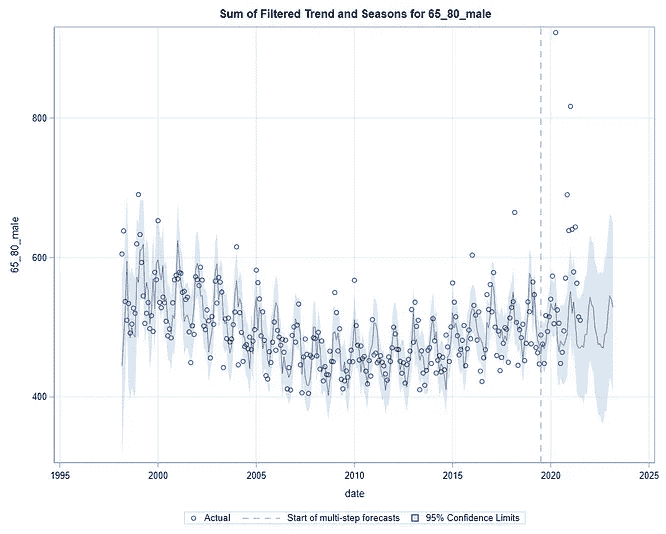 Sum of Filtered Trend and Seasons for 65_80_male
800
600
400
65_80_male
1995 2000 2005 2010 2015 2020 2025
date
Actual Start of multi-step forecasts 95% Confidence Limits